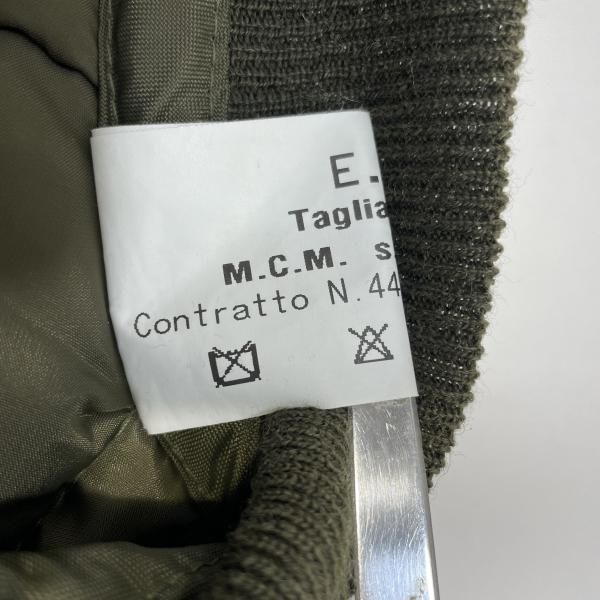 E.
Taglia
M.C.M. s
Contratto N.44